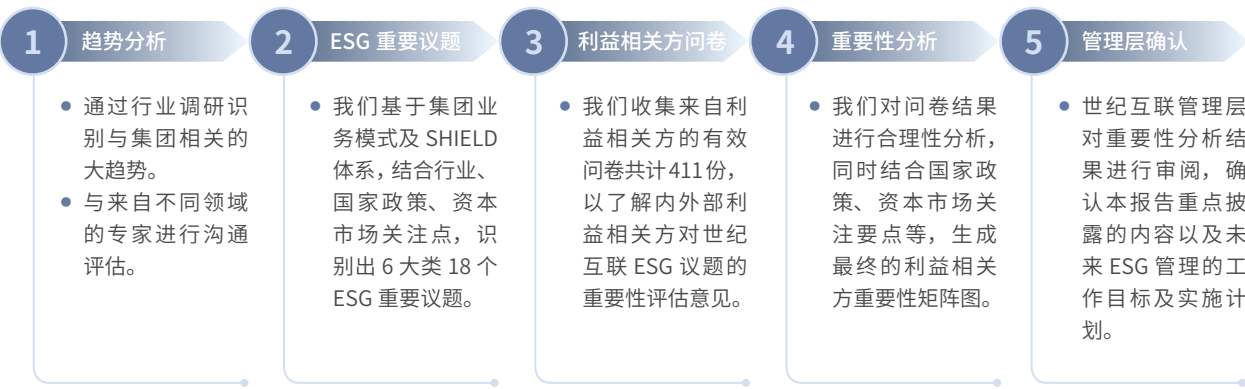 1
趋势分析
通过行业调研识
别与集团相关的
大趋势。
与来自不同领域
的专家进行沟通
评估。
2
ESG 重要议题
我们基于集团业
务模式及 SHIELD
体系，结合行业、
国家政策、资本
市场关注点，识
别出 6 大类 18 个
ESG 重要议题。
3
利益相关方问卷
我们收集来自利
益相关方的有效
问卷共计411份，
以了解内外部利
益相关方对世纪
互联 ESG 议题的
重要性评估意见。
4
重要性分析
我们对问卷结果
进行合理性分析，
同时结合国家政
策、资本市场关
注要点等，生成
最终的利益相关
方重要性矩阵图。
5
管理层确认
世纪互联管理层
对重要性分析结
果进行审阅，确
认本报告重点披
露的内容以及未
来 ESG 管理的工
作目标及实施计
划。